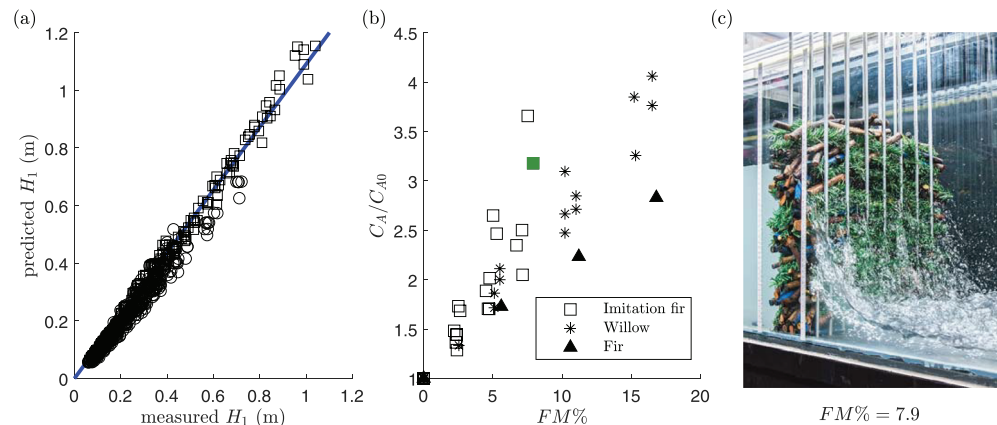 (a)
1.2
1
0.8
0.6
0.4
0.2
0
predicted H₁ (m)
0 0.2 0.4 0.6 0.8 1 1.2
measured H₁ (m)
(b)
4.5
4
3.5
3
2.5
2
1.5
1
C_A/C_A0
0 5 10 15 20
FM%
Imitation fir
Willow
Fir
(c)
FM% = 7.9